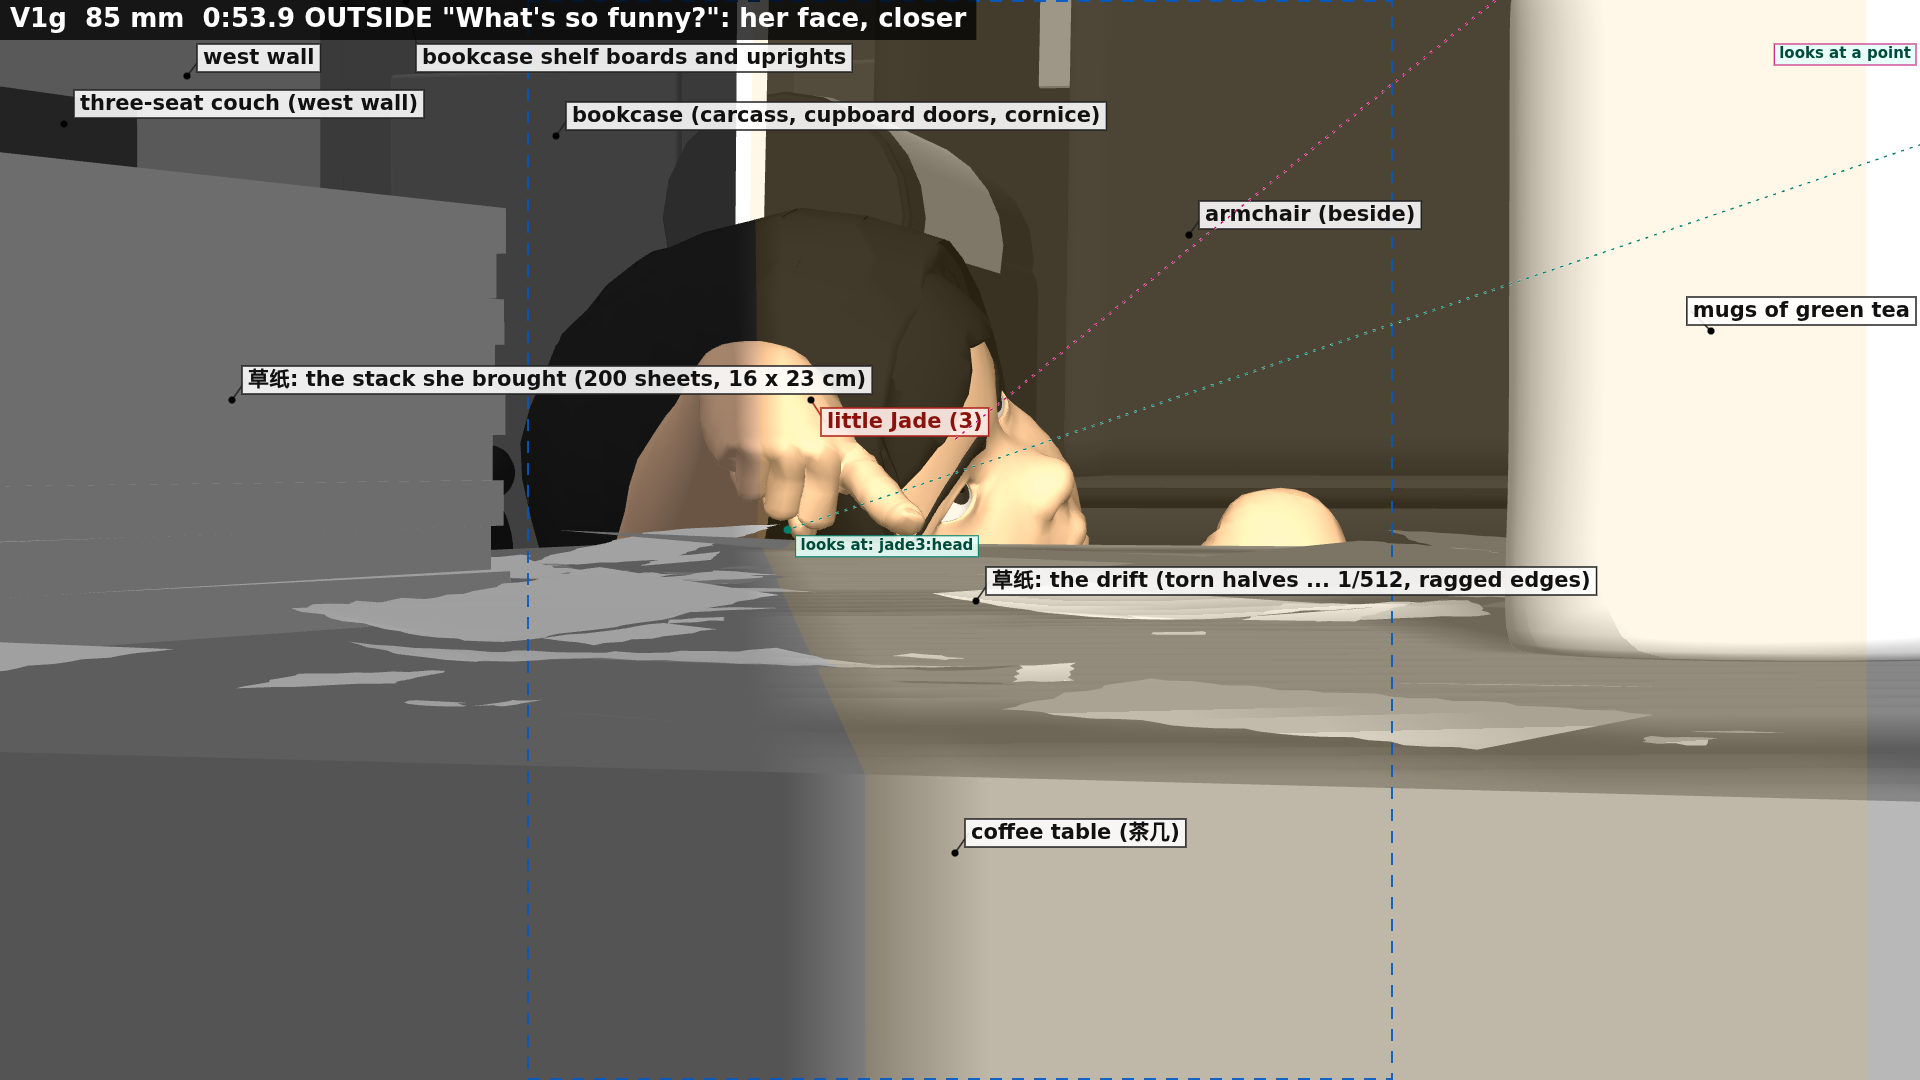 V1g  85 mm  0:53.9 OUTSIDE "What's so funny?": her face, closer
west wall
bookcase shelf boards and uprights
looks at a point
three-seat couch (west wall)
bookcase (carcass, cupboard doors, cornice)
armchair (beside)
mugs of green tea
草纸: the stack she brought (200 sheets, 16 x 23 cm)
little Jade (3)
looks at: jade3:head
草纸: the drift (torn halves ... 1/512, ragged edges)
coffee table (茶几)